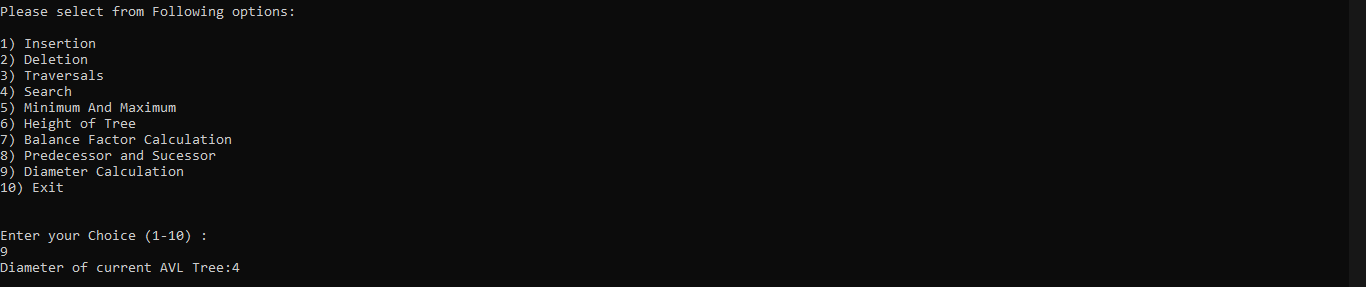 Please select from Following options:
1) Insertion
2) Deletion
3) Traversals
4) Search
5) Minimum And Maximum
6) Height of Tree
7) Balance Factor Calculation
8) Predecessor and Sucessor
9) Diameter Calculation
10) Exit
Enter your Choice (1-10) :
9
Diameter of current AVL Tree:4